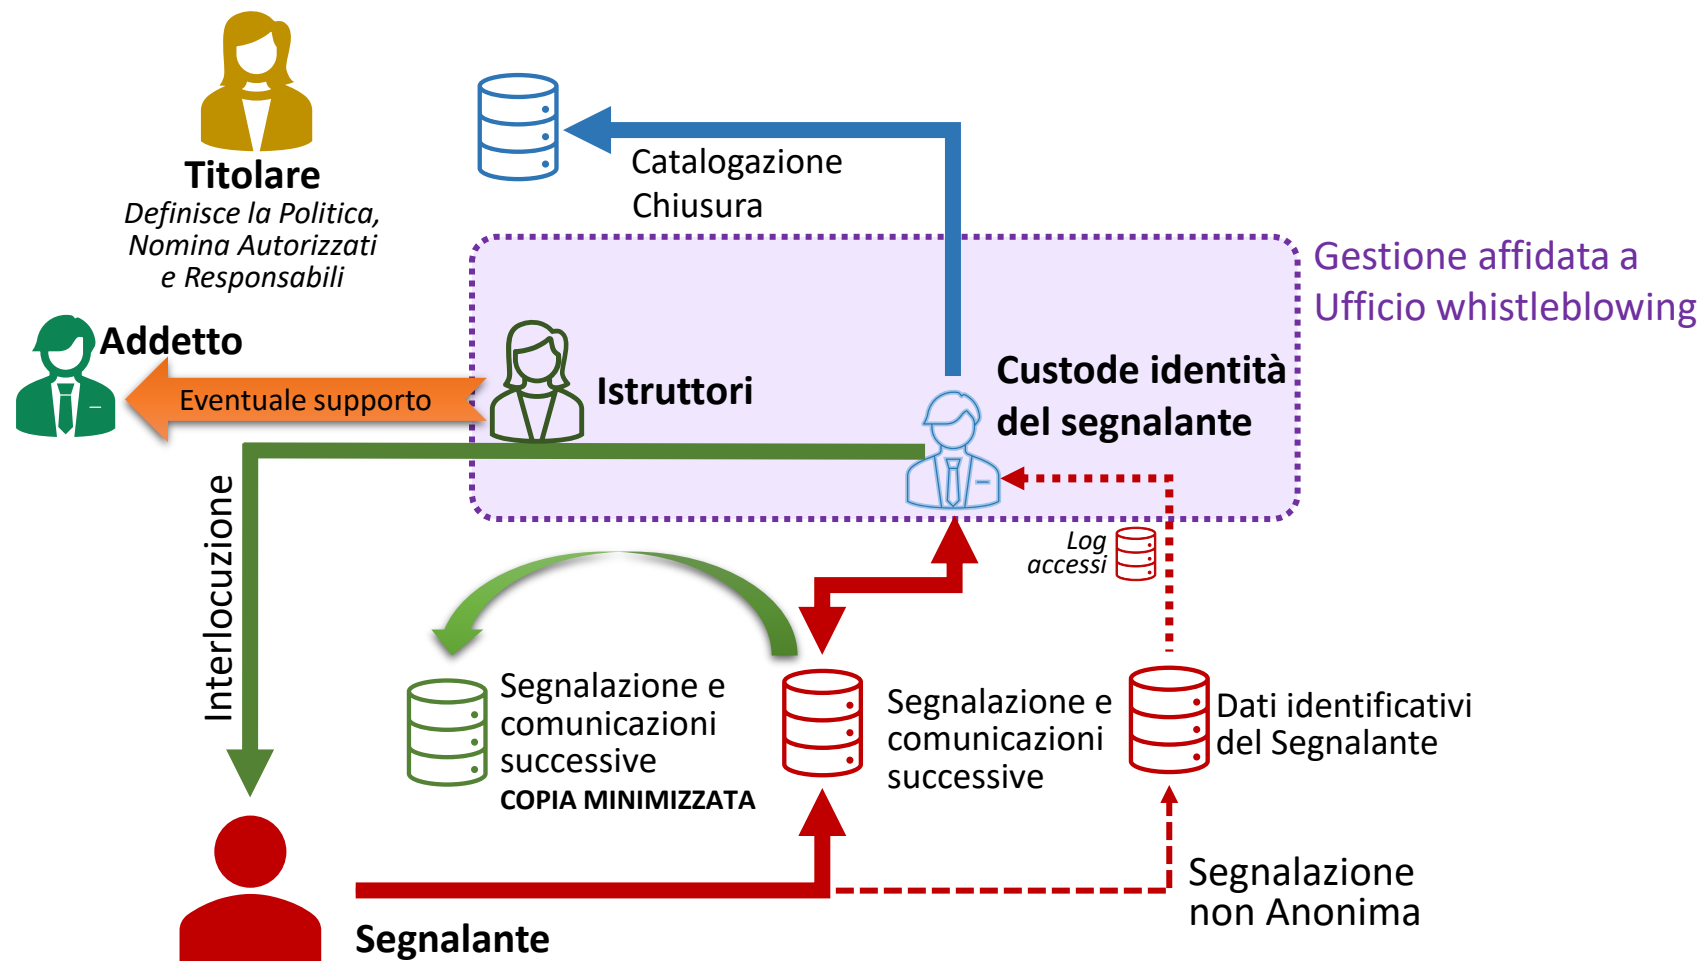 Titolare
Definisce la Politica,
Nomina Autorizzati
e Responsabili
Catalogazione
Chiusura
Gestione affidata a
Ufficio whistleblowing
Addetto
Eventuale supporto
Istruttori
Custode identità
del segnalante
Interlocuzione
Log
accessi
Segnalazione e
comunicazioni
successive
COPIA MINIMIZZATA
Segnalazione e
comunicazioni
successive
Dati identificativi
del Segnalante
Segnalazione
non Anonima
Segnalante